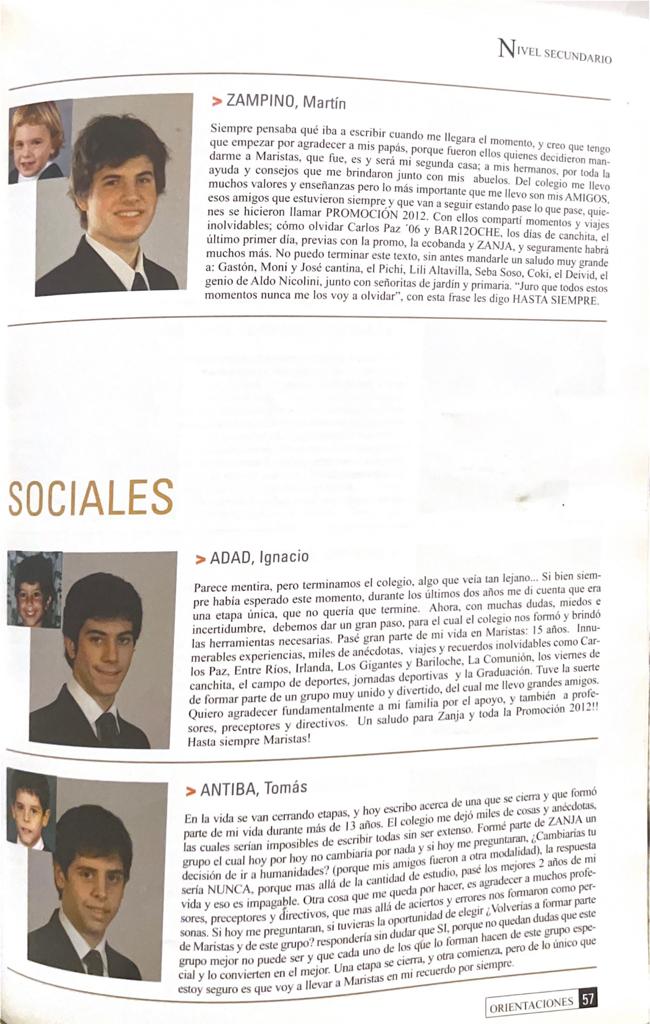 NIVEL SECUNDARIO
> ZAMPINO, Martín
Siempre pensaba qué iba a escribir cuando me llegara el momento, y creo que tengo
que empezar por agradecer a mis papás, porque fueron ellos quienes decidieron man-
darme a Maristas, que fue, es y será mi segunda casa; a mis hermanos, por toda la
ayuda y consejos que me brindaron junto con mis abuelos. Del colegio me llevo
muchos valores y enseñanzas pero lo más importante que me llevo son mis AMIGOS,
esos amigos que estuvieron siempre y que van a seguir estando pase lo que pase, quie-
nes se hicieron llamar PROMOCIÓN 2012. Con ellos compartí momentos y viajes
inolvidables; cómo olvidar Carlos Paz '06 y BAR12OCHE, los días de canchita, el
último primer día, previas con la promo, la ecobanda y ZANJA, y seguramente habrá
muchos más. No puedo terminar este texto, sin antes mandarle un saludo muy grande
a: Gastón, Moni y José cantina, el Pichi, Lili Altavilla, Seba Soso, Coki, el Deivid, el
genio de Aldo Nicolini, junto con señoritas de jardín y primaria. “Juro que todos estos
momentos nunca me los voy a olvidar”, con esta frase les digo HASTA SIEMPRE.
SOCIALES
> ADAD, Ignacio
Parece mentira, pero terminamos el colegio, algo que veía tan lejano... Si bien siem-
pre había esperado este momento, durante los últimos dos años me di cuenta que era
una etapa única, que no quería que termine. Ahora, con muchas dudas, miedos e
incertidumbre, debemos dar un gran paso, para el cual el colegio nos formó y brindó
las herramientas necesarias. Pasé gran parte de mi vida en Maristas: 15 años. Innu-
merables experiencias, miles de anécdotas, viajes y recuerdos inolvidables como Car-
los Paz, Entre Ríos, Irlanda, Los Gigantes y Bariloche, La Comunión, los viernes de
canchita, el campo de deportes, jornadas deportivas y la Graduación. Tuve la suerte
de formar parte de un grupo muy unido y divertido, del cual me llevo grandes amigos.
Quiero agradecer fundamentalmente a mi familia por el apoyo, y también a profe-
sores, preceptores y directivos. Un saludo para Zanja y toda la Promoción 2012!!
Hasta siempre Maristas!
> ANTIBA, Tomás
En la vida se van cerrando etapas, y hoy escribo acerca de una que se cierra y que formó
parte de mi vida durante más de 13 años. El colegio me dejó miles de cosas y anécdotas,
las cuales serían imposibles de escribir todas sin ser extenso. Formé parte de ZANJA un
grupo el cual hoy por hoy no cambiaría por nada y si hoy me preguntaran, ¿Cambiarías tu
decisión de ir a humanidades? (porque mis amigos fueron a otra modalidad), la respuesta
sería NUNCA, porque mas allá de la cantidad de estudio, pasé los mejores 2 años de mi
vida y eso es impagable. Otra cosa que me queda por hacer, es agradecer a muchos profe-
sores, preceptores y directivos, que mas allá de aciertos y errores nos formaron como per-
sonas. Si hoy me preguntaran, si tuvieras la oportunidad de elegir ¿Volverías a formar parte
de Maristas y de este grupo? respondería sin dudar que SI, porque no quedan dudas que este
grupo mejor no puede ser y que cada uno de los que lo forman hacen de este grupo espe-
cial y lo convierten en el mejor. Una etapa se cierra, y otra comienza, pero de lo único que
estoy seguro es que voy a llevar a Maristas en mi recuerdo por siempre.
ORIENTACIONES 57